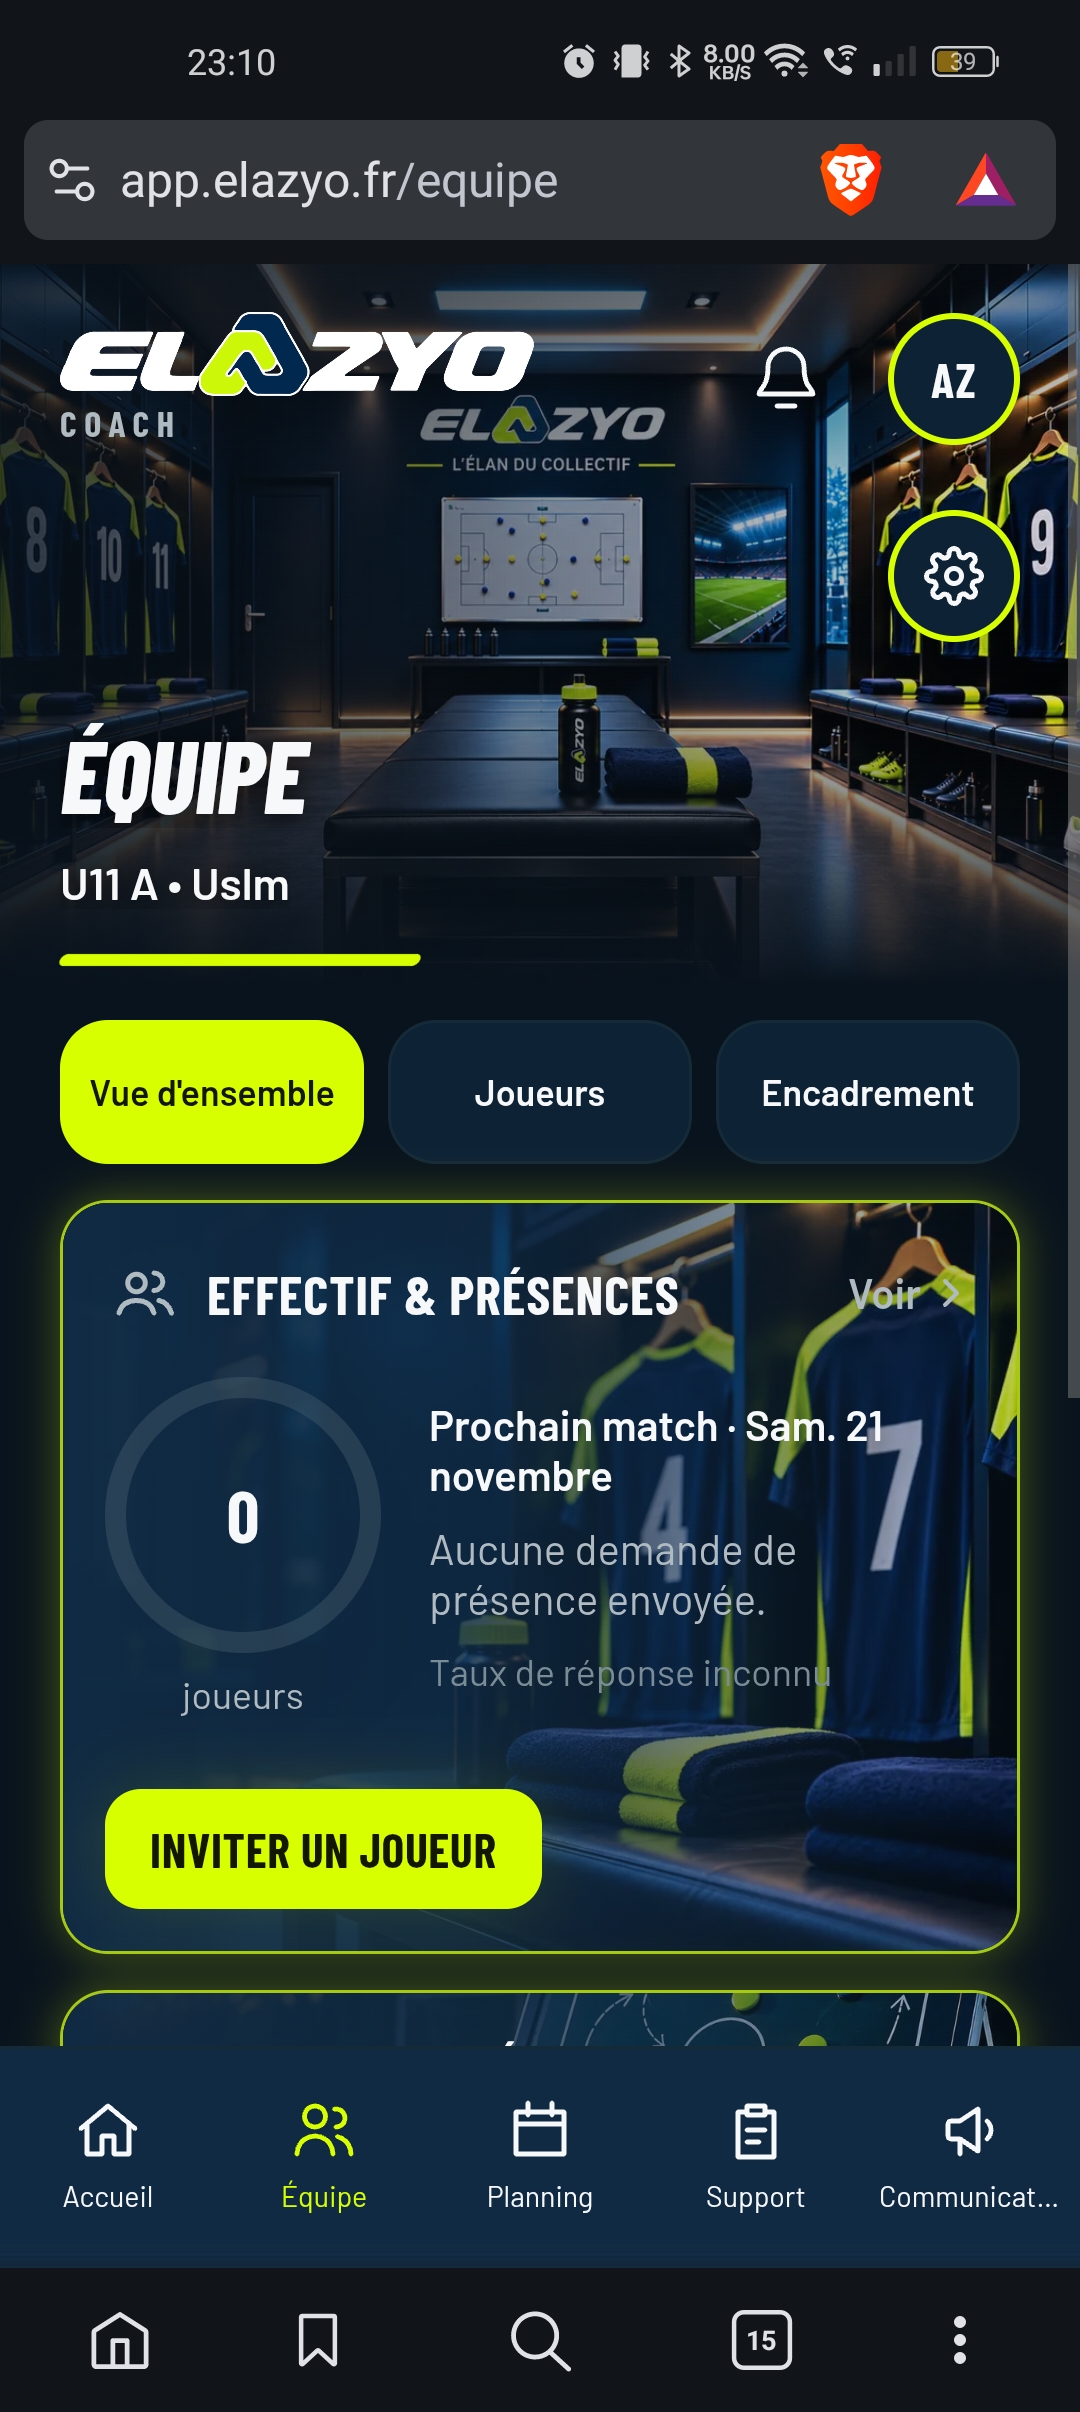 23:10
8.00
KB/S
39
app.elazyo.fr/equipe
ELAZYO
COACH
AZ
ELAZYO
L'ÉLAN DU COLLECTIF
8
10
11
9
ELAZYO
ÉQUIPE
U11 A • Uslm
Vue d'ensemble
Joueurs
Encadrement
EFFECTIF & PRÉSENCES
Voir
0
joueurs
Prochain match · Sam. 21
novembre
Aucune demande de
présence envoyée.
Taux de réponse inconnu
4
7
INVITER UN JOUEUR
Accueil
Équipe
Planning
Support
Communicat...
15